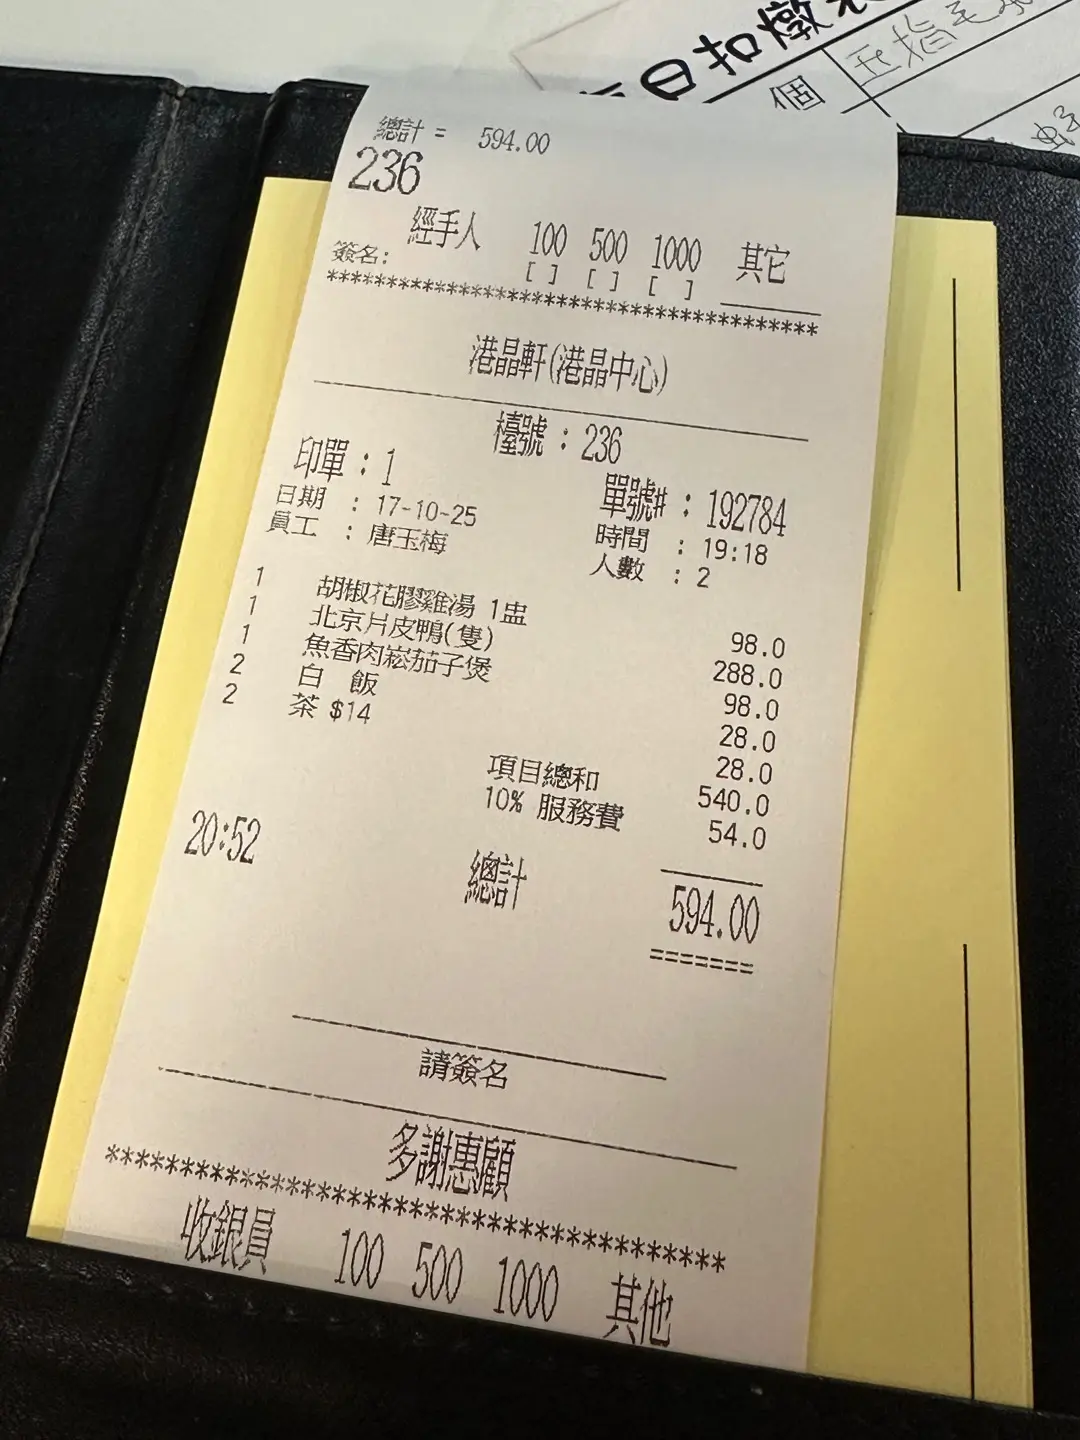 日扣燉
個
總計 = 594.00
236
經手人 100 500 1000 其它
簽名: [ ] [ ] [ ]
******************************************
港晶軒(港晶中心)
檯號 : 236
印單 : 1 單號# : 192784
日期 : 17-10-25 時間 : 19:18
員工 : 唐玉梅 人數 : 2
1 胡椒花膠雞湯 1盅 98.0
1 北京片皮鴨(隻) 288.0
1 魚香肉崧茄子煲 98.0
2 白 飯 28.0
2 茶 $14 28.0
項目總和 540.0
10% 服務費 54.0
20:52 總計 594.00
=======
請簽名
多謝惠顧
******************************************
收銀員 100 500 1000 其他